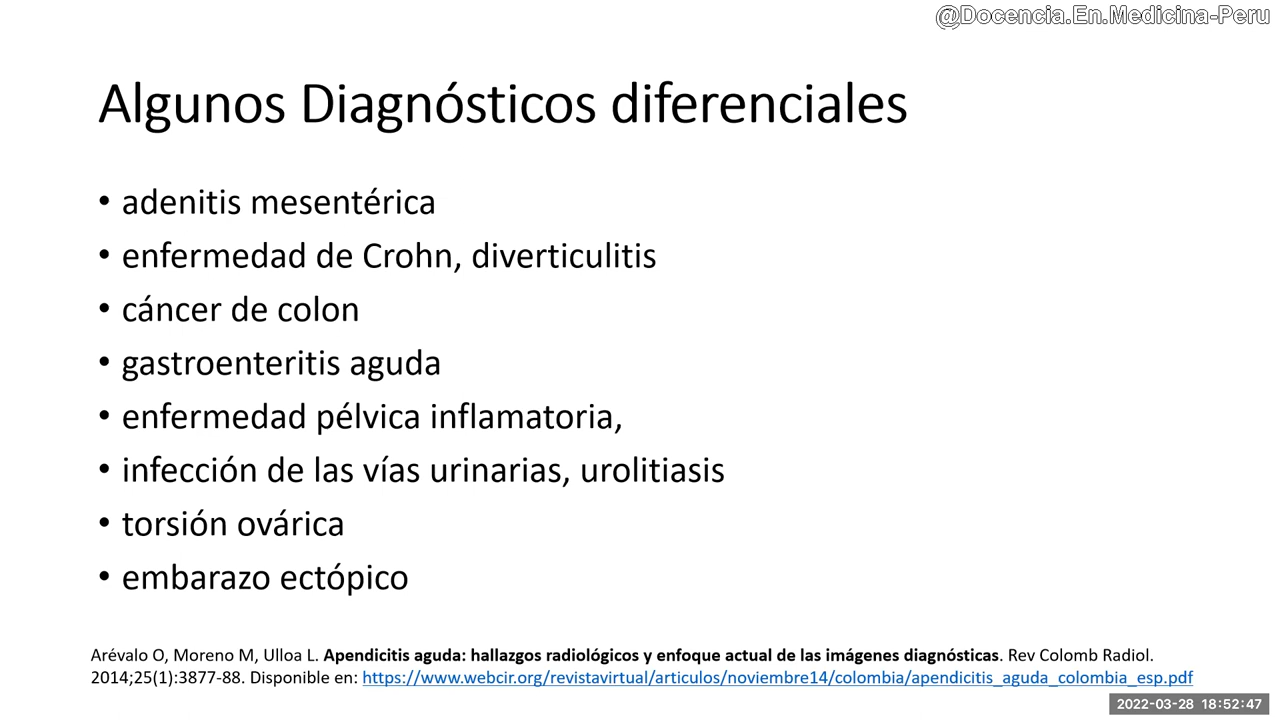 @Docencia.En.Medicina-Peru
Algunos Diagnósticos diferenciales
• adenitis mesentérica
• enfermedad de Crohn, diverticulitis
• cáncer de colon
• gastroenteritis aguda
• enfermedad pélvica inflamatoria,
• infección de las vías urinarias, urolitiasis
• torsión ovárica
• embarazo ectópico
Arévalo O, Moreno M, Ulloa L. Apendicitis aguda: hallazgos radiológicos y enfoque actual de las imágenes diagnósticas. Rev Colomb Radiol.
2014;25(1):3877-88. Disponible en: https://www.webcir.org/revistavirtual/articulos/noviembre14/colombia/apendicitis_aguda_colombia_esp.pdf
2022-03-28 18:52:47